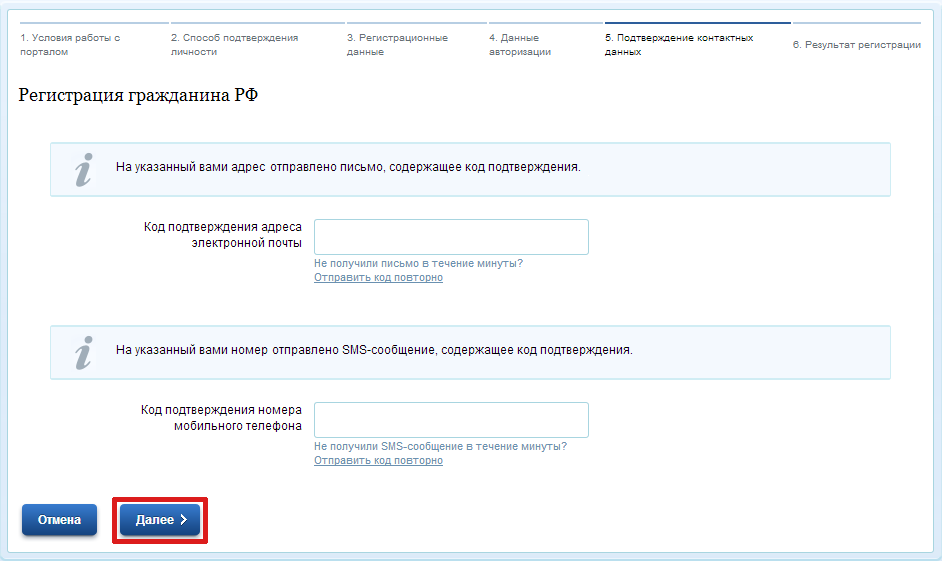 1. Условия работы с
порталом
2. Способ подтверждения
личности
3. Регистрационные
данные
4. Данные
авторизации
5. Подтверждение контактных
данных
6. Результат регистрации
Регистрация гражданина РФ
На указанный вами адрес отправлено письмо, содержащее код подтверждения.
Код подтверждения адреса
электронной почты
Не получили письмо в течение минуты?
Отправить код повторно
На указанный вами номер отправлено SMS-сообщение, содержащее код подтверждения.
Код подтверждения номера
мобильного телефона
Не получили SMS-сообщение в течение минуты?
Отправить код повторно
Отмена
Далее